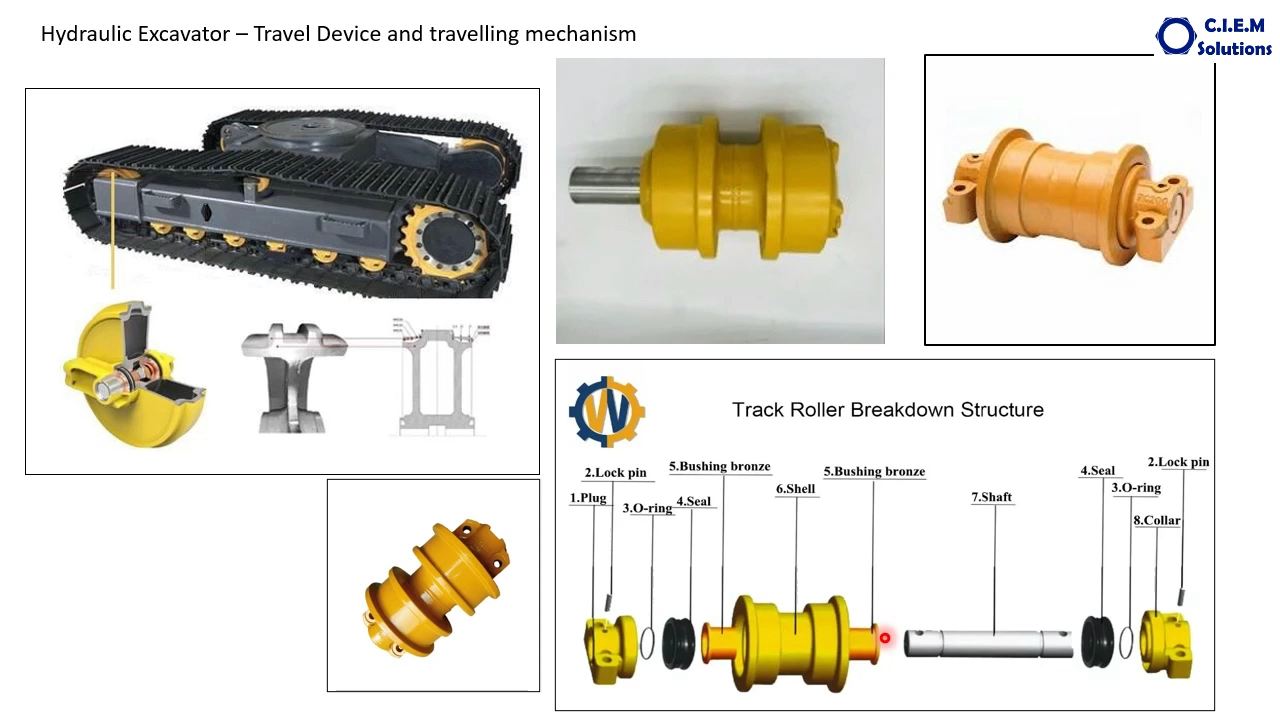 Hydraulic Excavator – Travel Device and travelling mechanism
C.I.E.M
Solutions
Track Roller Breakdown Structure
2.Lock pin
5.Bushing bronze
5.Bushing bronze
4.Seal
2.Lock pin
1.Plug
3.O-ring
4.Seal
6.Shell
7.Shaft
3.O-ring
8.Collar